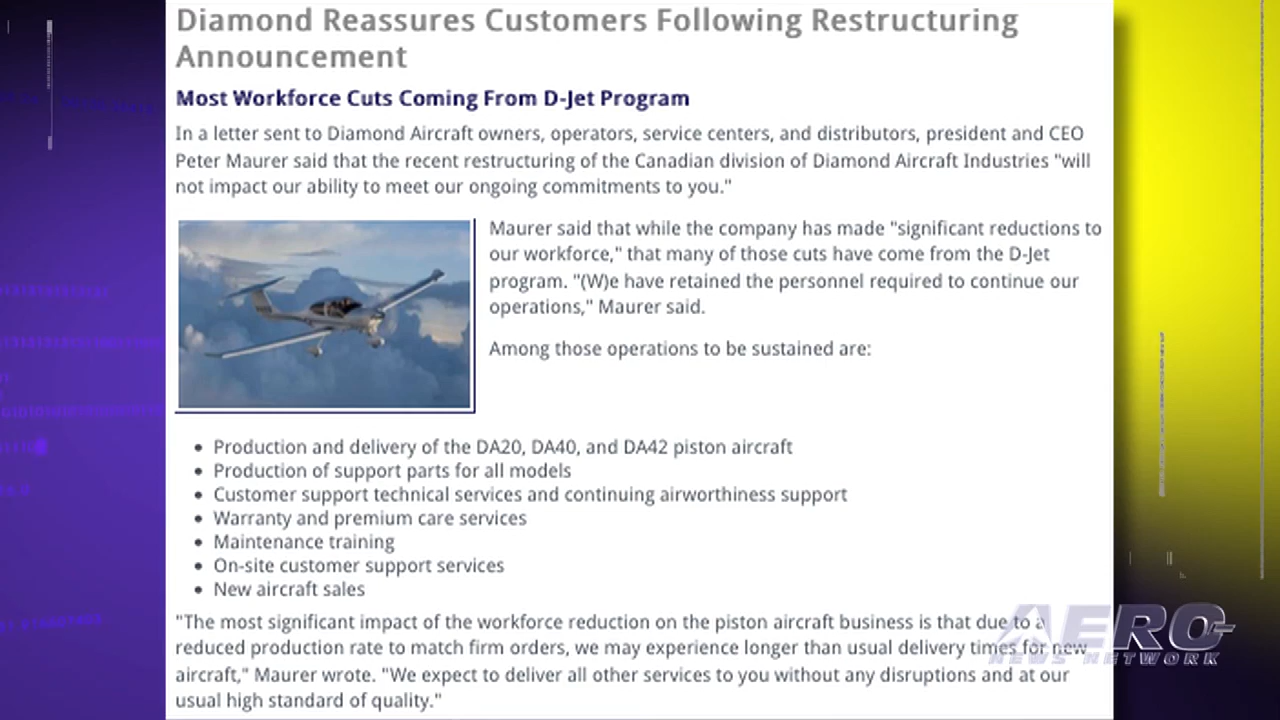 Diamond Reassures Customers Following Restructuring
Announcement
Most Workforce Cuts Coming From D-Jet Program
In a letter sent to Diamond Aircraft owners, operators, service centers, and distributors, president and CEO
Peter Maurer said that the recent restructuring of the Canadian division of Diamond Aircraft Industries "will
not impact our ability to meet our ongoing commitments to you."
Maurer said that while the company has made "significant reductions to
our workforce," that many of those cuts have come from the D-Jet
program. "(W)e have retained the personnel required to continue our
operations," Maurer said.
Among those operations to be sustained are:
• Production and delivery of the DA20, DA40, and DA42 piston aircraft
• Production of support parts for all models
• Customer support technical services and continuing airworthiness support
• Warranty and premium care services
• Maintenance training
• On-site customer support services
• New aircraft sales
"The most significant impact of the workforce reduction on the piston aircraft business is that due to a
reduced production rate to match firm orders, we may experience longer than usual delivery times for new
aircraft," Maurer wrote. "We expect to deliver all other services to you without any disruptions and at our
usual high standard of quality."
AERO-
NEWS NETWORK